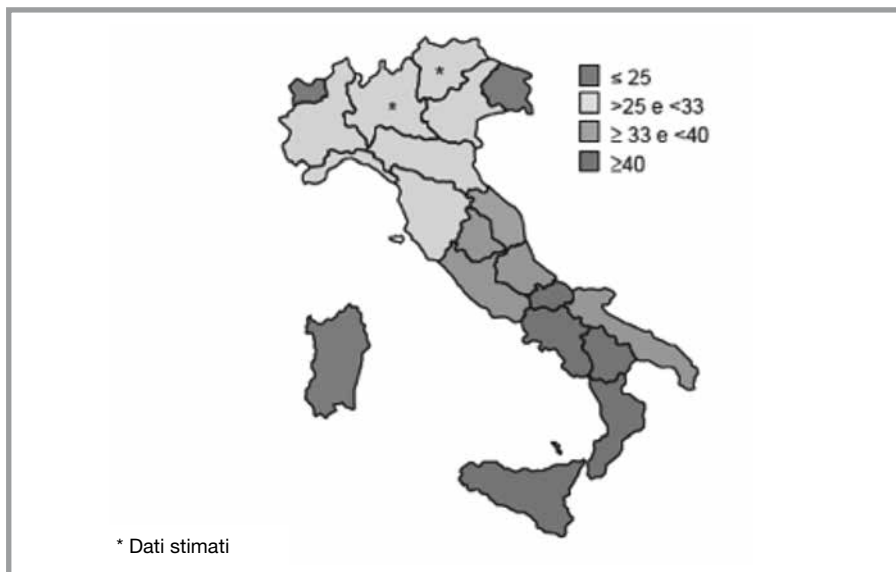 ≤ 25
>25 e <33
≥ 33 e <40
≥40
*
*
* Dati stimati